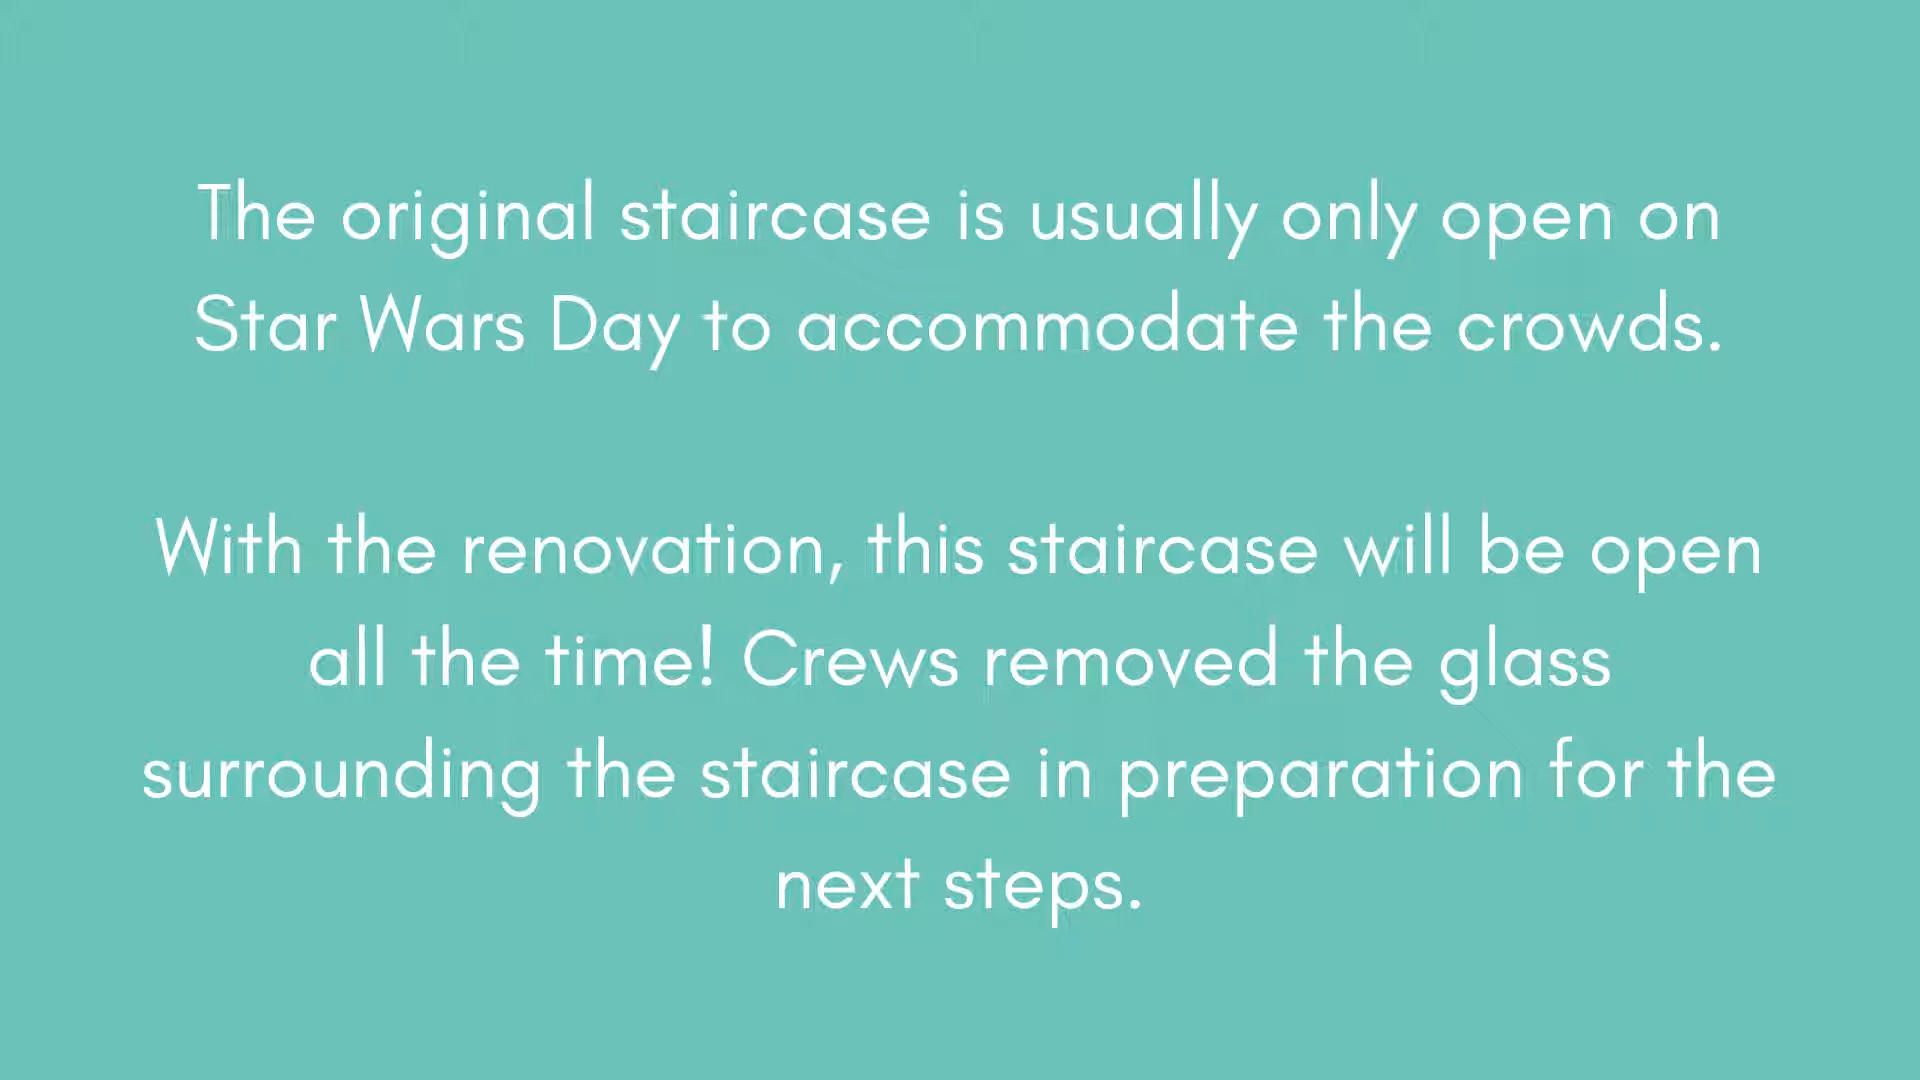 The original staircase is usually only open on
Star Wars Day to accommodate the crowds.
With the renovation, this staircase will be open
all the time! Crews removed the glass
surrounding the staircase in preparation for the
next steps.